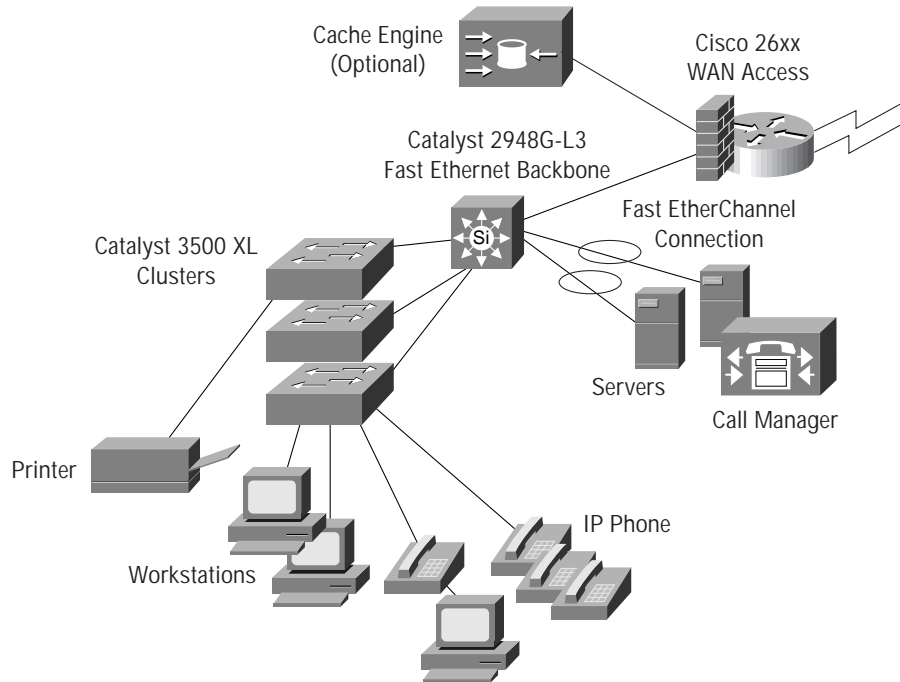 Cache Engine
(Optional)
Cisco 26xx
WAN Access
Catalyst 2948G-L3
Fast Ethernet Backbone
Si
Fast EtherChannel
Connection
Catalyst 3500 XL
Clusters
Servers
Call Manager
Printer
IP Phone
Workstations